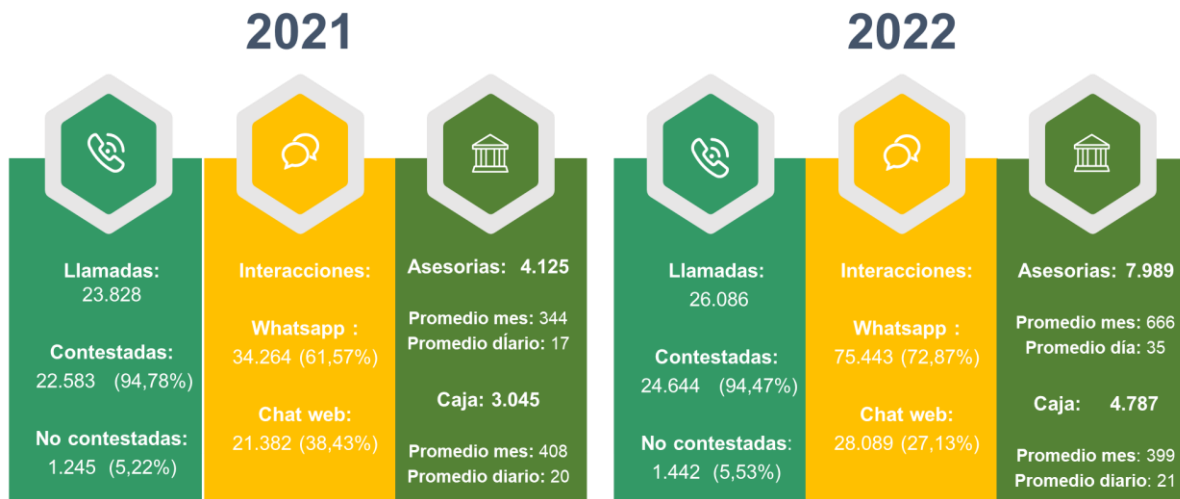 2021
Llamadas:
23.828
Contestadas:
22.583 (94,78%)
No contestadas:
1.245 (5,22%)
Interacciones:
Whatsapp :
34.264 (61,57%)
Chat web:
21.382 (38,43%)
Asesorias: 4.125
Promedio mes: 344
Promedio díario: 17
Caja: 3.045
Promedio mes: 408
Promedio diario: 20
2022
Llamadas:
26.086
Contestadas:
24.644 (94,47%)
No contestadas:
1.442 (5,53%)
Interacciones:
Whatsapp :
75.443 (72,87%)
Chat web:
28.089 (27,13%)
Asesorias: 7.989
Promedio mes: 666
Promedio día: 35
Caja: 4.787
Promedio mes: 399
Promedio diario: 21